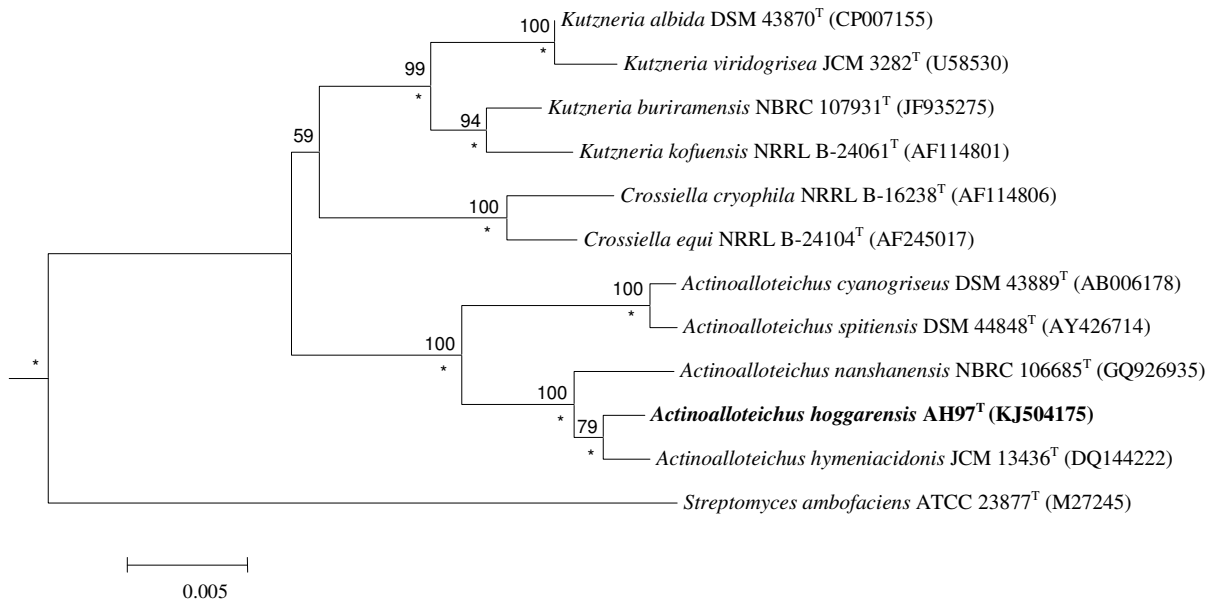 100 Kutzneria albida DSM 43870T (CP007155)
*
Kutzneria viridogrisea JCM 3282T (U58530)
99
*
Kutzneria buriramensis NBRC 107931T (JF935275)
94
*
Kutzneria kofuensis NRRL B-24061T (AF114801)
59
Crossiella cryophila NRRL B-16238T (AF114806)
100
*
Crossiella equi NRRL B-24104T (AF245017)
Actinoalloteichus cyanogriseus DSM 43889T (AB006178)
100
*
Actinoalloteichus spitiensis DSM 44848T (AY426714)
100
*
*
Actinoalloteichus nanshanensis NBRC 106685T (GQ926935)
100
*
Actinoalloteichus hoggarensis AH97T (KJ504175)
79
*
Actinoalloteichus hymeniacidonis JCM 13436T (DQ144222)
Streptomyces ambofaciens ATCC 23877T (M27245)
0.005